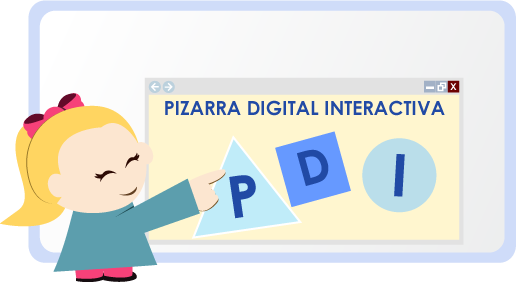 PIZARRA DIGITAL INTERACTIVA
P D I